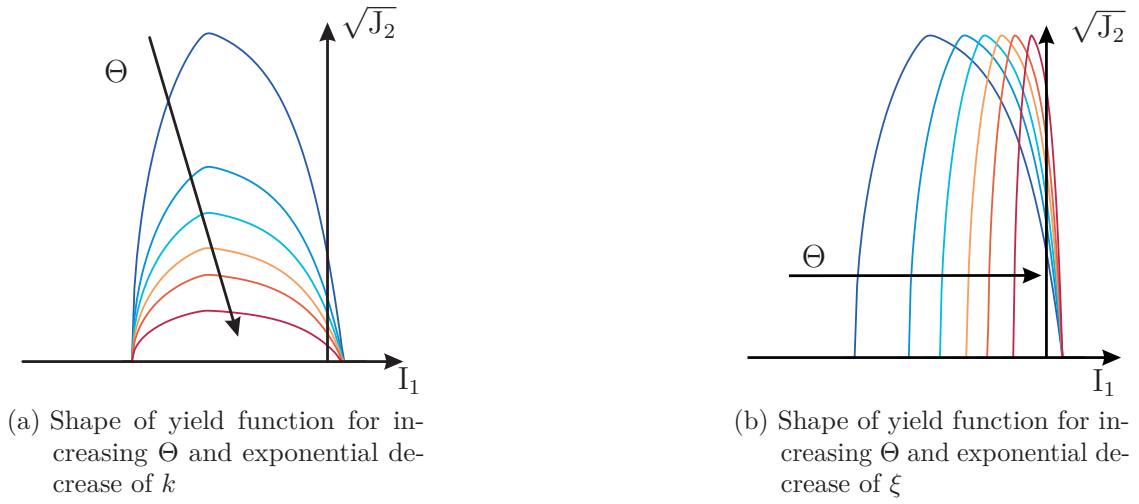 √J₂
Θ
I₁
(a) Shape of yield function for in-
creasing Θ and exponential de-
crease of k
√J₂
Θ
I₁
(b) Shape of yield function for in-
creasing Θ and exponential de-
crease of ξ